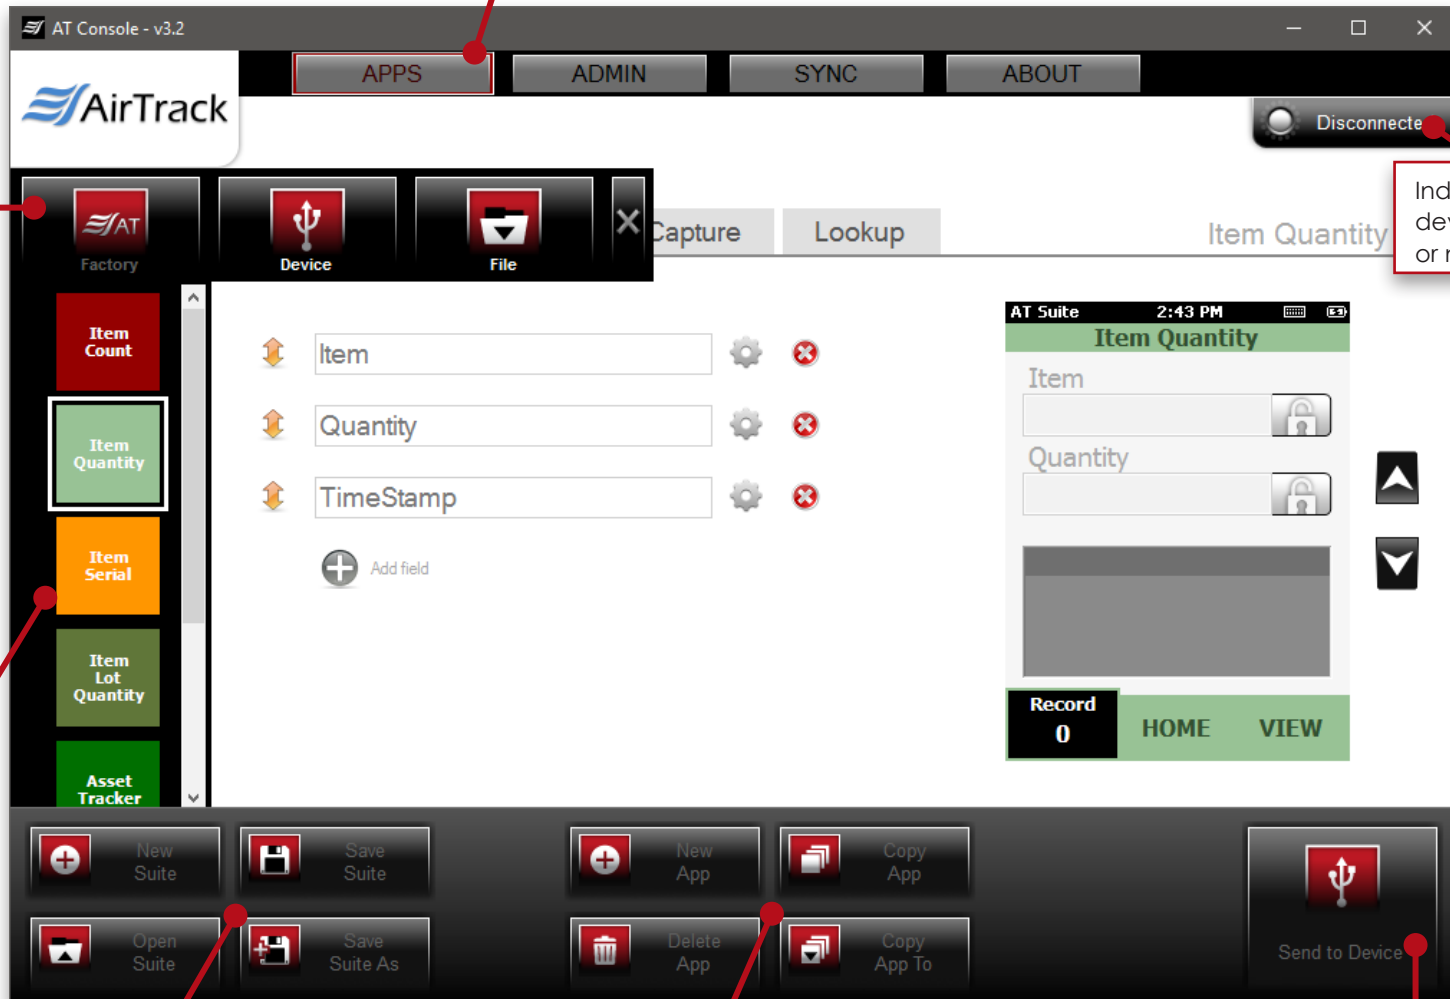 AT Console - v3.2
APPS
ADMIN
SYNC
ABOUT
AirTrack
Disconnecte
Ind
dev
or
AT
Factory
Device
File
Capture
Lookup
Item Quantity
Item
Count
Item
Quantity
Item
Serial
Item
Lot
Quantity
Asset
Tracker
Item
Quantity
TimeStamp
Add field
AT Suite
2:43 PM
Item Quantity
Item
Quantity
Record
0
HOME
VIEW
New
Suite
Save
Suite
New
App
Copy
App
Open
Suite
Save
Suite As
Delete
App
Copy
App To
Send to Device